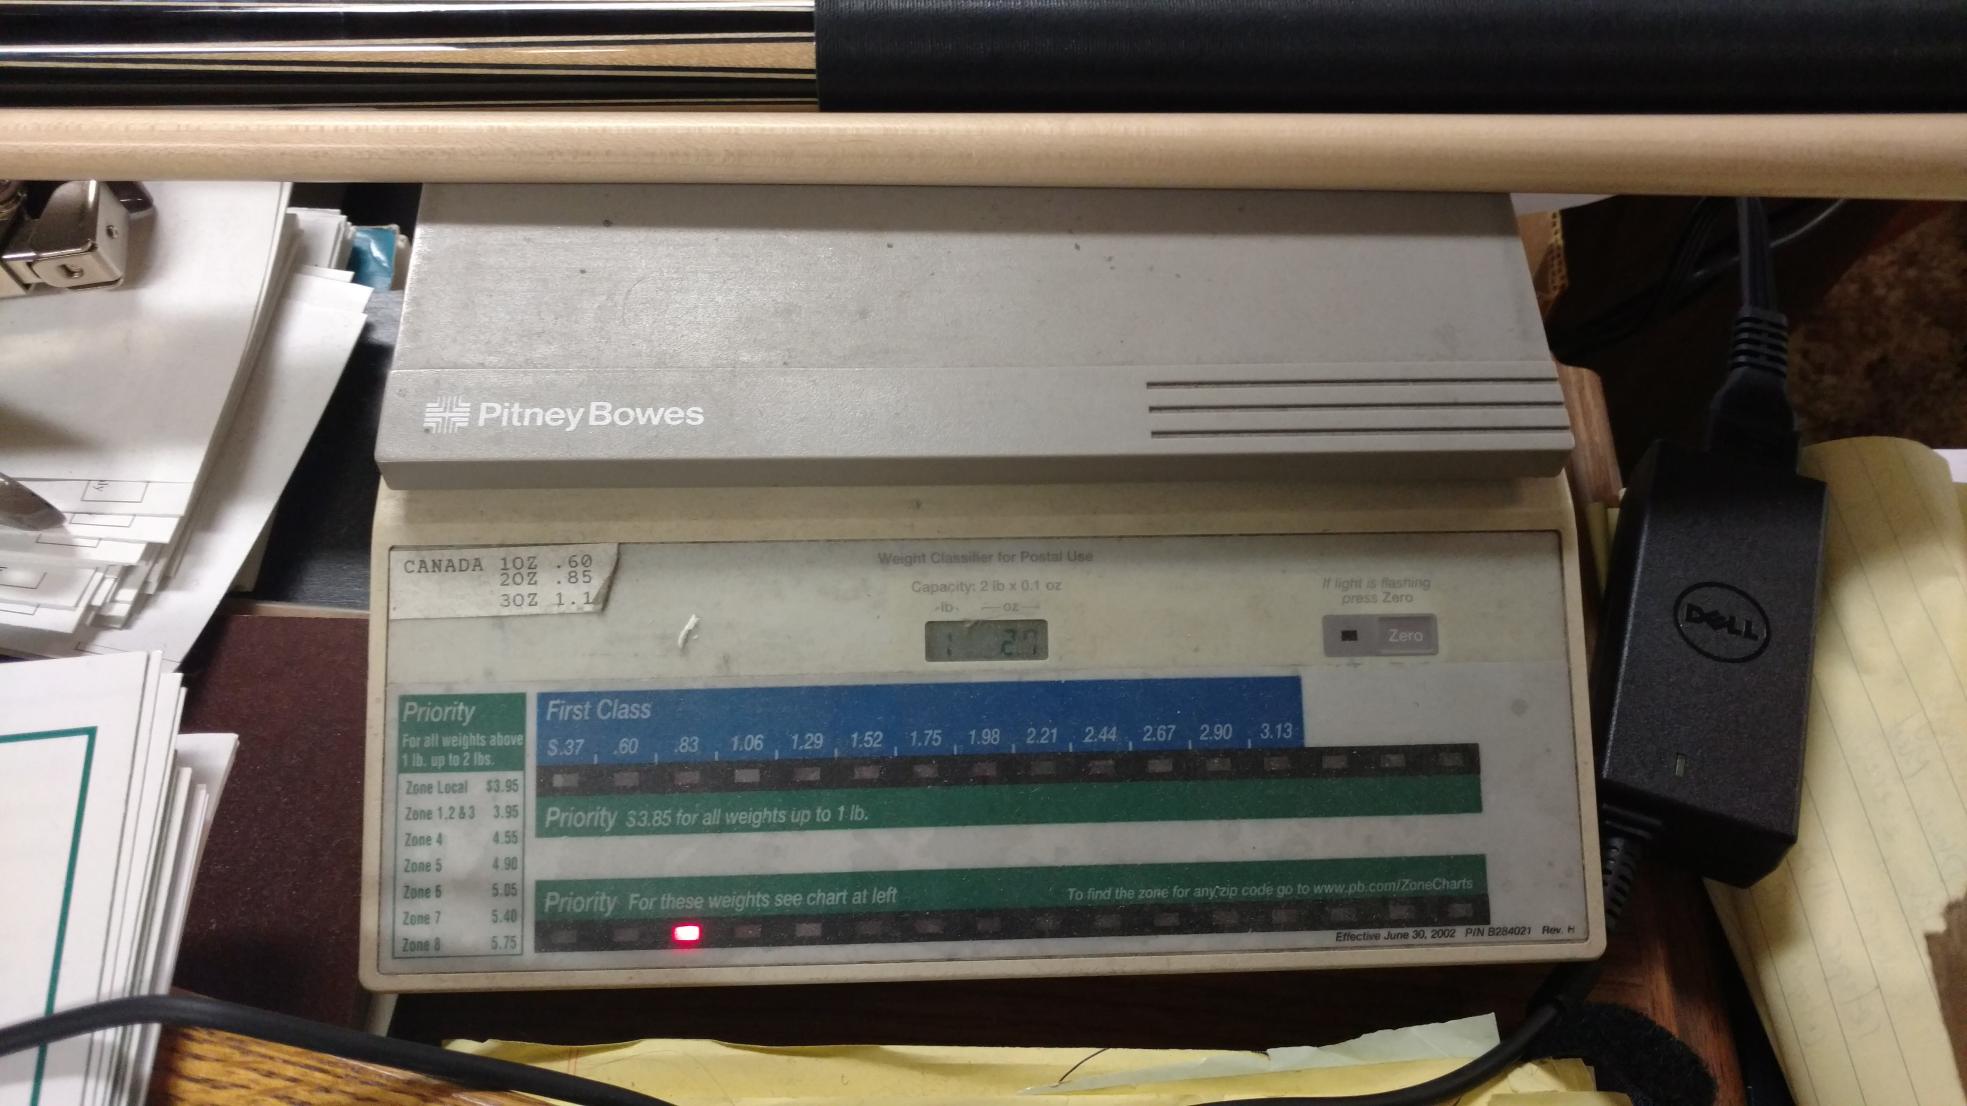 PitneyBowes
CANADA 1OZ .60
2OZ .85
3OZ 1.1
Weight Classifier for Postal Use
Capacity: 2 lb x 0.1 oz
lb oz
1 2.7
If light is flashing
press Zero
Zero
DELL
Priority
For all weights above
1 lb. up to 2 lbs.
Zone Local $3.95
Zone 1,2 & 3 3.95
Zone 4 4.55
Zone 5 4.90
Zone 6 5.05
Zone 7 5.40
Zone 8 5.75
First Class
$.37 .60 .83 1.06 1.29 1.52 1.75 1.98 2.21 2.44 2.67 2.90 3.13
Priority $3.85 for all weights up to 1 lb.
Priority For these weights see chart at left To find the zone for any zip code go to www.pb.com/ZoneCharts
Effective June 30, 2002 P/N B284021 Rev. H